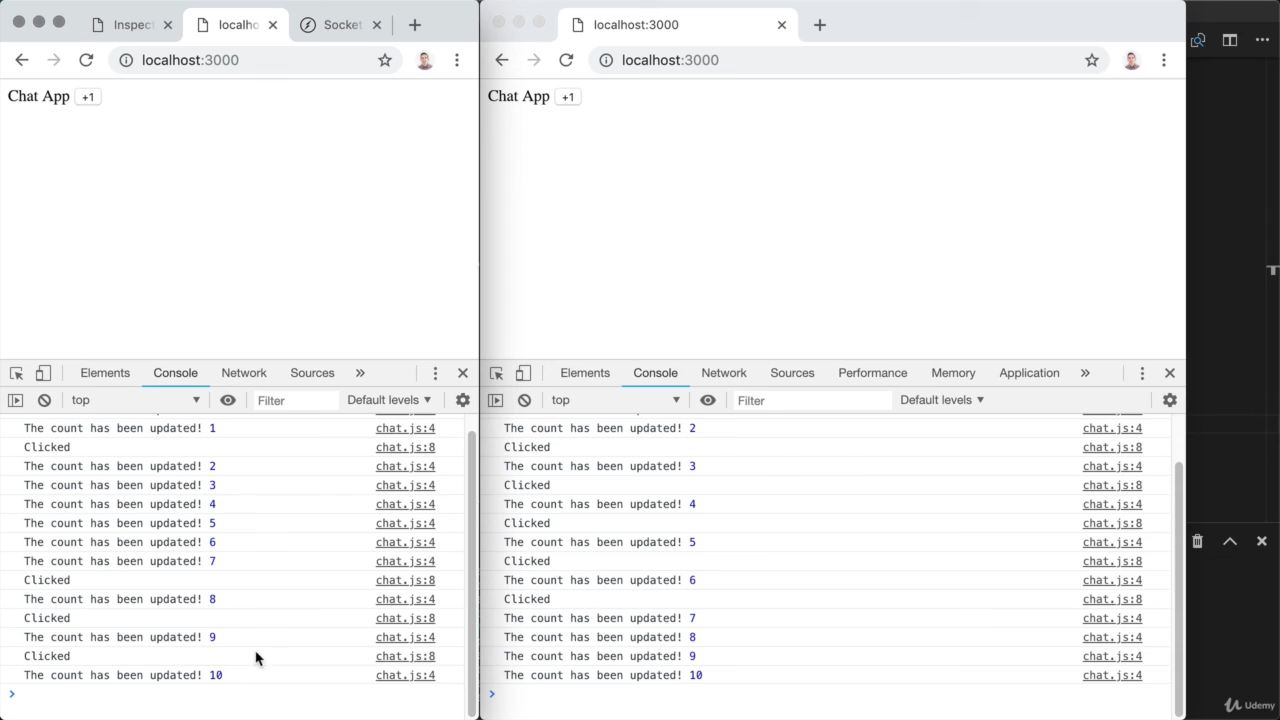 Inspect
localho
Socket
localhost:3000
Chat App +1
Elements Console Network Sources
top Filter Default levels
The count has been updated! 1 chat.js:4
Clicked chat.js:8
The count has been updated! 2 chat.js:4
The count has been updated! 3 chat.js:4
The count has been updated! 4 chat.js:4
The count has been updated! 5 chat.js:4
The count has been updated! 6 chat.js:4
The count has been updated! 7 chat.js:4
Clicked chat.js:8
The count has been updated! 8 chat.js:4
Clicked chat.js:8
The count has been updated! 9 chat.js:4
Clicked chat.js:8
The count has been updated! 10 chat.js:4
localhost:3000
localhost:3000
Chat App +1
Elements Console Network Sources Performance Memory Application
top Filter Default levels
The count has been updated! 2 chat.js:4
Clicked chat.js:8
The count has been updated! 3 chat.js:4
Clicked chat.js:8
The count has been updated! 4 chat.js:4
Clicked chat.js:8
The count has been updated! 5 chat.js:4
Clicked chat.js:8
The count has been updated! 6 chat.js:4
Clicked chat.js:8
The count has been updated! 7 chat.js:4
The count has been updated! 8 chat.js:4
The count has been updated! 9 chat.js:4
The count has been updated! 10 chat.js:4
Udemy